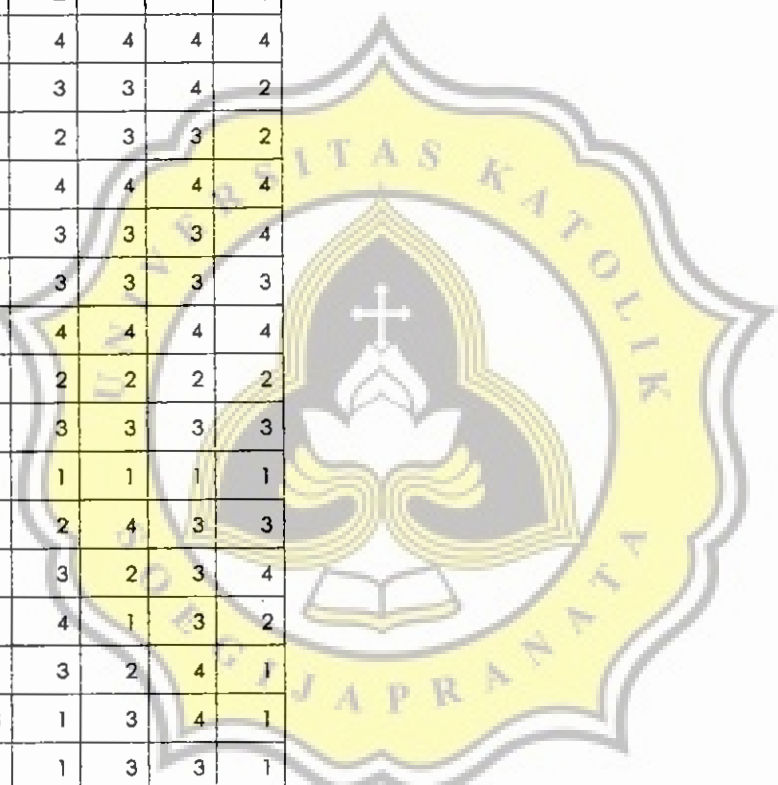 4 4 4 4
3 3 4 2
2 3 3 2
4 4 4 4
3 3 3 4
3 3 3 3
4 4 4 4
2 2 2 2
3 3 3 3
1 1 1 1
2 4 3 3
3 2 3 4
4 1 3 2
3 2 4 1
1 3 4 1
1 3 3 1
UNIVERSITAS KATOLIK
SOEGIJAPRANATA